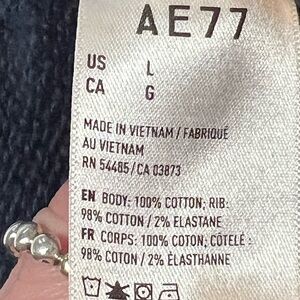 AE77
US L
CA G
MADE IN VIETNAM / FABRIQUÉ
AU VIETNAM
RN 54485 / CA 03873
EN BODY: 100% COTTON; RIB:
98% COTTON / 2% ELASTANE
FR CORPS: 100% COTON; CÔTELÉ :
98% COTON / 2% ÉLASTHANNE